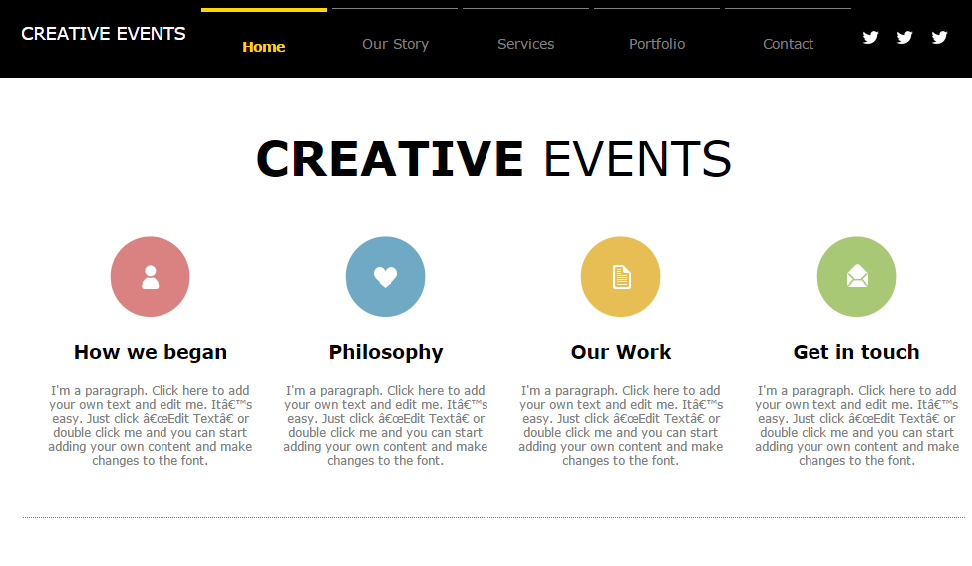 CREATIVE EVENTS
Home
Our Story
Services
Portfolio
Contact
CREATIVE EVENTS
How we began
I'm a paragraph. Click here to add
your own text and edit me. Itâ€™s
easy. Just click â€œEdit Textâ€ or
double click me and you can start
adding your own content and make
changes to the font.
Philosophy
I'm a paragraph. Click here to add
your own text and edit me. Itâ€™s
easy. Just click â€œEdit Textâ€ or
double click me and you can start
adding your own content and make
changes to the font.
Our Work
I'm a paragraph. Click here to add
your own text and edit me. Itâ€™s
easy. Just click â€œEdit Textâ€ or
double click me and you can start
adding your own content and make
changes to the font.
Get in touch
I'm a paragraph. Click here to add
your own text and edit me. Itâ€™s
easy. Just click â€œEdit Textâ€ or
double click me and you can start
adding your own content and make
changes to the font.